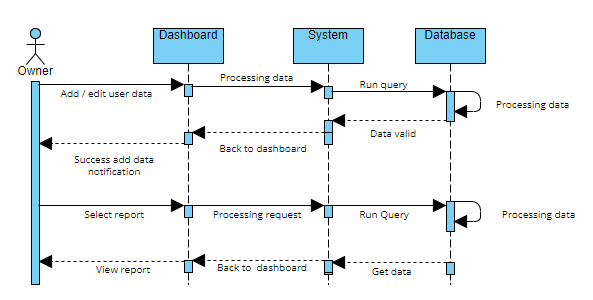 Dashboard
System
Database
Owner
Add / edit user data
Processing data
Run query
Processing data
Data valid
Back to dashboard
Success add data
notification
Select report
Processing request
Run Query
Processing data
View report
Back to dashboard
Get data